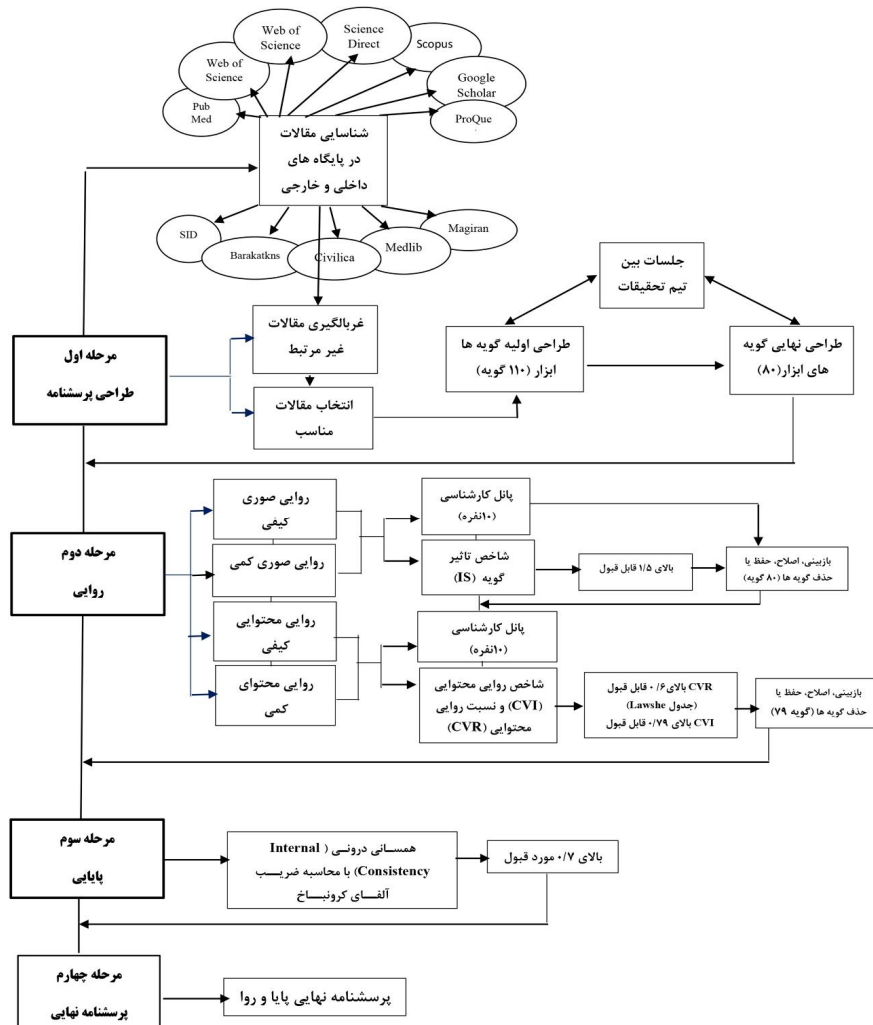 Web of
Science
Science
Direct
Scopus
Web of
Science
Google
Scholar
Pub
Med
ProQue
شناسایی مقالات
در پایگاه های
داخلی و خارجی
SID
Barakatkns
Civilica
Medlib
Magiran
جلسات بین
تیم تحقیقات
غربالگیری مقالات
غیر مرتبط
طراحی اولیه گویه ها
ابزار (۱۱۰ گویه)
طراحی نهایی گویه
های ابزار(۸۰)
مرحله اول
طراحی پرسشنامه
انتخاب مقالات
مناسب
روایی صوری
کیفی
پانل کارشناسی
(۱۰نفره)
مرحله دوم
روایی
روایی صوری کمی
شاخص تاثیر
گویه (IS)
بالای ۱/۵ قابل قبول
بازبینی، اصلاح، حفظ یا
حذف گویه ها (۸۰ گویه)
روایی محتوایی
کیفی
پانل کارشناسی
(۱۰نفره)
روایی محتوای
کمی
شاخص روایی محتوایی
(CVI) و نسبت روایی
محتوایی (CVR)
CVR بالای ۰/۶ قابل قبول
(جدول Lawshe)
CVI بالای ۰/۷۹ قابل قبول
بازبینی، اصلاح، حفظ یا
حذف گویه ها (گویه ۷۹)
مرحله سوم
پایایی
همسانی درونی (Internal
Consistency) با محاسبه ضریب
آلفای کرونباخ
بالای ۰/۷ مورد قبول
مرحله چهارم
پرسشنامه نهایی
پرسشنامه نهایی پایا و روا